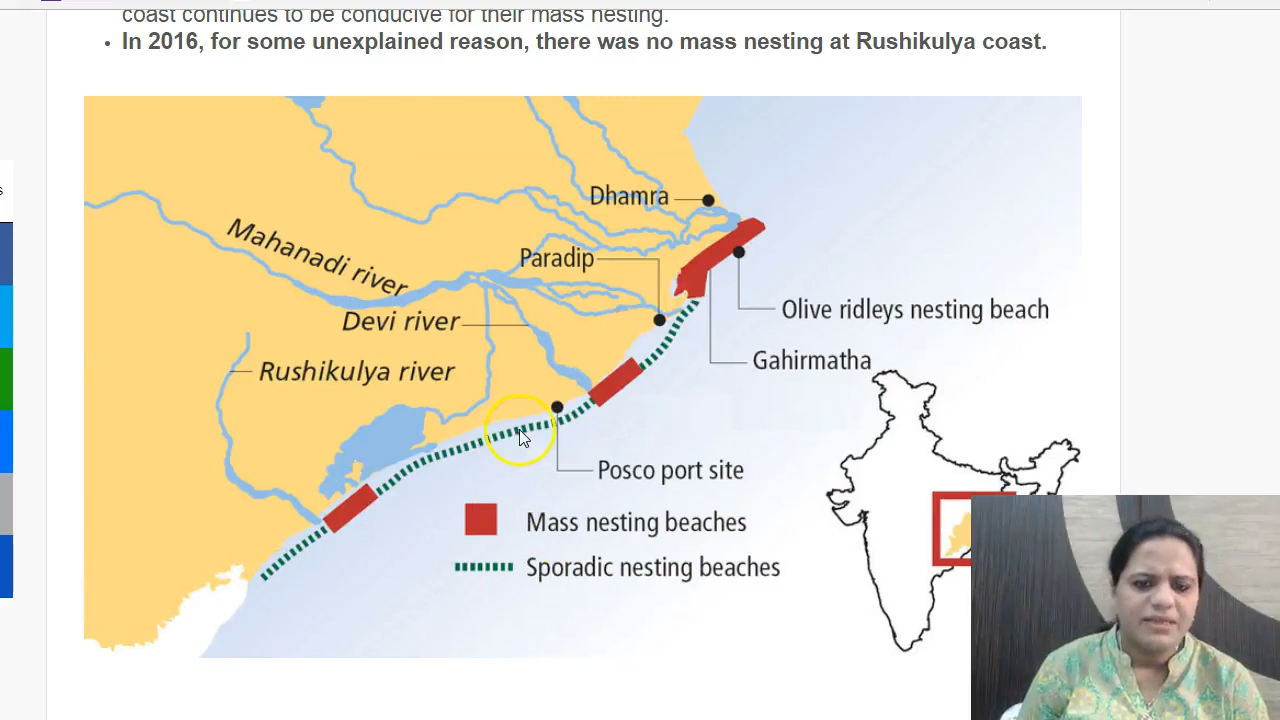 coast continues to be conducive for their mass nesting.
• In 2016, for some unexplained reason, there was no mass nesting at Rushikulya coast.
Dhamra
Mahanadi river
Paradip
Olive ridleys nesting beach
Devi river
Gahirmatha
Rushikulya river
Posco port site
Mass nesting beaches
Sporadic nesting beaches
s